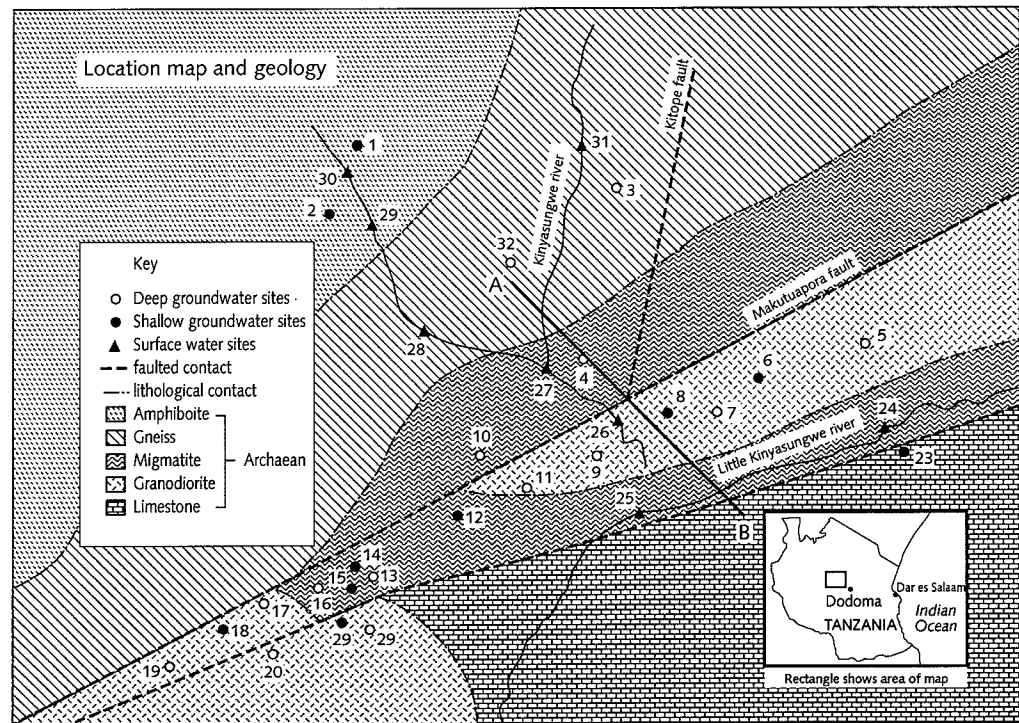 Location map and geology
1
30
2
29
31
Kinyasungwe river
Kitope fault
3
32
A
28
27
4
Makutuapora fault
5
6
8
7
26
9
10
11
12
Little Kinyasungwe river
24
23
25
B
14
15
13
16
17
18
29
29
19
20
Key
Deep groundwater sites
Shallow groundwater sites
Surface water sites
faulted contact
lithological contact
Amphiboite
Gneiss
Migmatite
Archaean
Granodiorite
Limestone
Dar es Salaam
Dodoma
TANZANIA
Indian
Ocean
Rectangle shows area of map